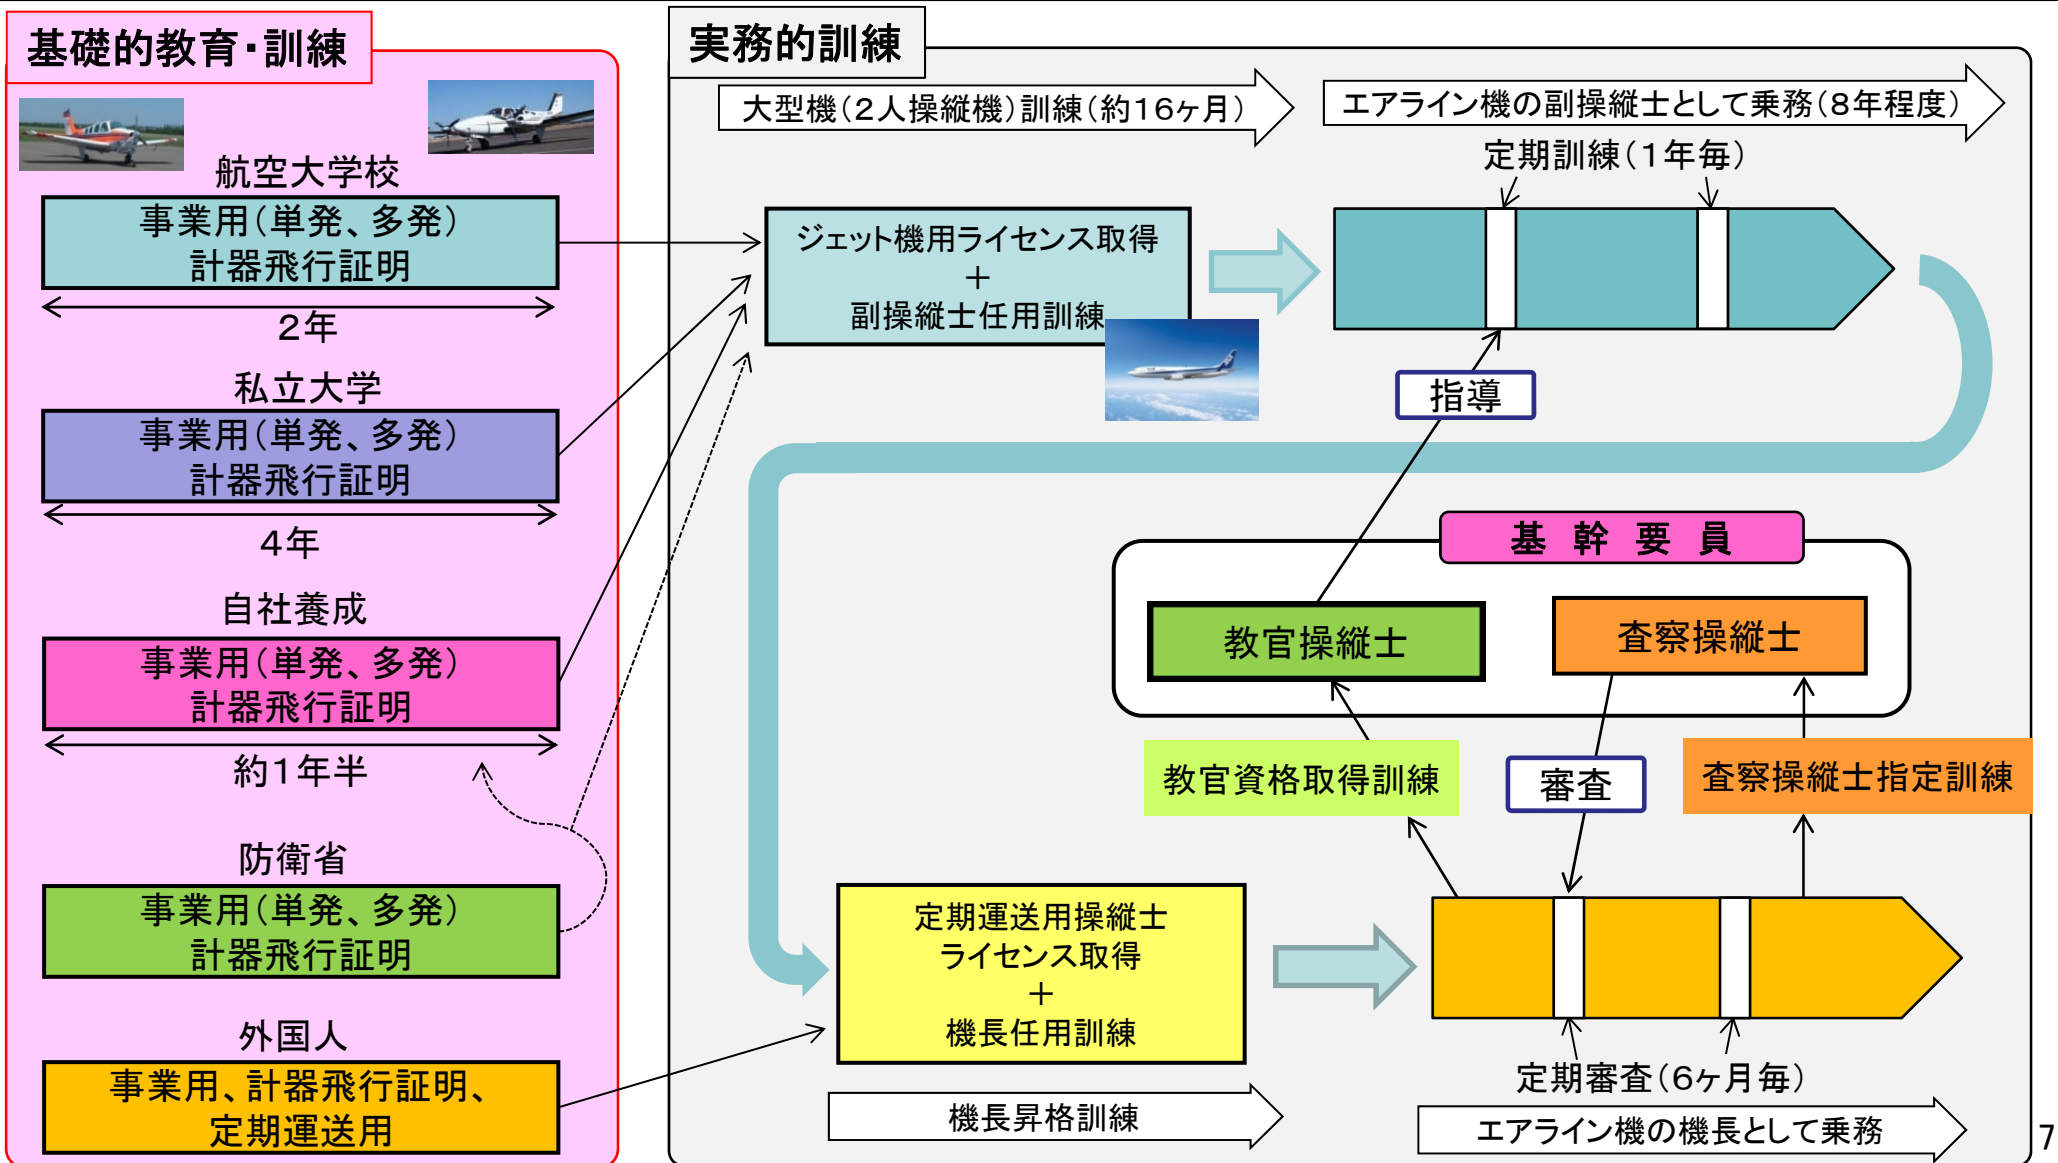 基礎的教育・訓練
航空大学校
事業用(単発、多発)
計器飛行証明
2年
私立大学
事業用(単発、多発)
計器飛行証明
4年
自社養成
事業用(単発、多発)
計器飛行証明
約1年半
防衛省
事業用(単発、多発)
計器飛行証明
外国人
事業用、計器飛行証明、
定期運送用
実務的訓練
大型機(2人操縦機)訓練(約16ヶ月)
エアライン機の副操縦士として乗務(8年程度)
定期訓練(1年毎)
ジェット機用ライセンス取得
+
副操縦士任用訓練
指導
基幹要員
教官操縦士
査察操縦士
教官資格取得訓練
審査
査察操縦士指定訓練
定期運送用操縦士
ライセンス取得
+
機長任用訓練
定期審査(6ヶ月毎)
機長昇格訓練
エアライン機の機長として乗務
7